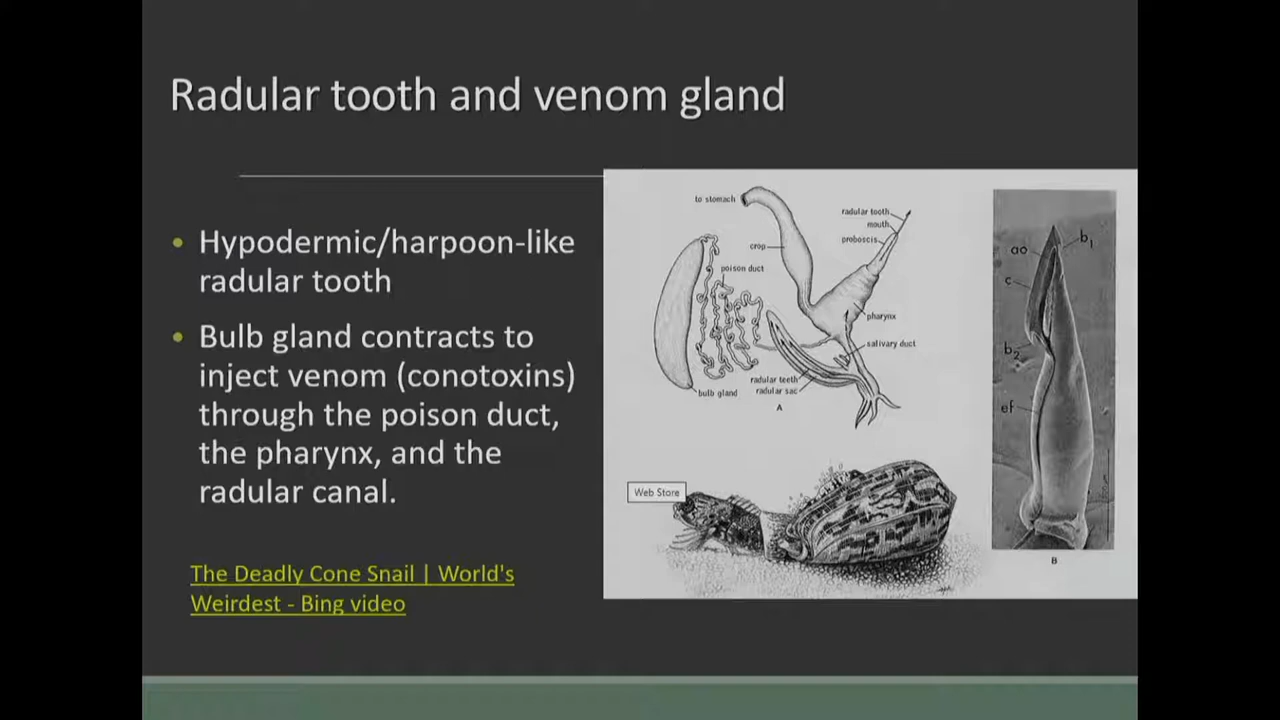 Radular tooth and venom gland
• Hypodermic/harpoon-like
radular tooth
• Bulb gland contracts to
inject venom (conotoxins)
through the poison duct,
the pharynx, and the
radular canal.
The Deadly Cone Snail | World's
Weirdest - Bing video
to stomach
radular tooth
mouth
proboscis
crop
poison duct
pharynx
salivary duct
radular teeth
radular sac
bulb gland
A
Web Store
ao
b1
c
b2
ef
B